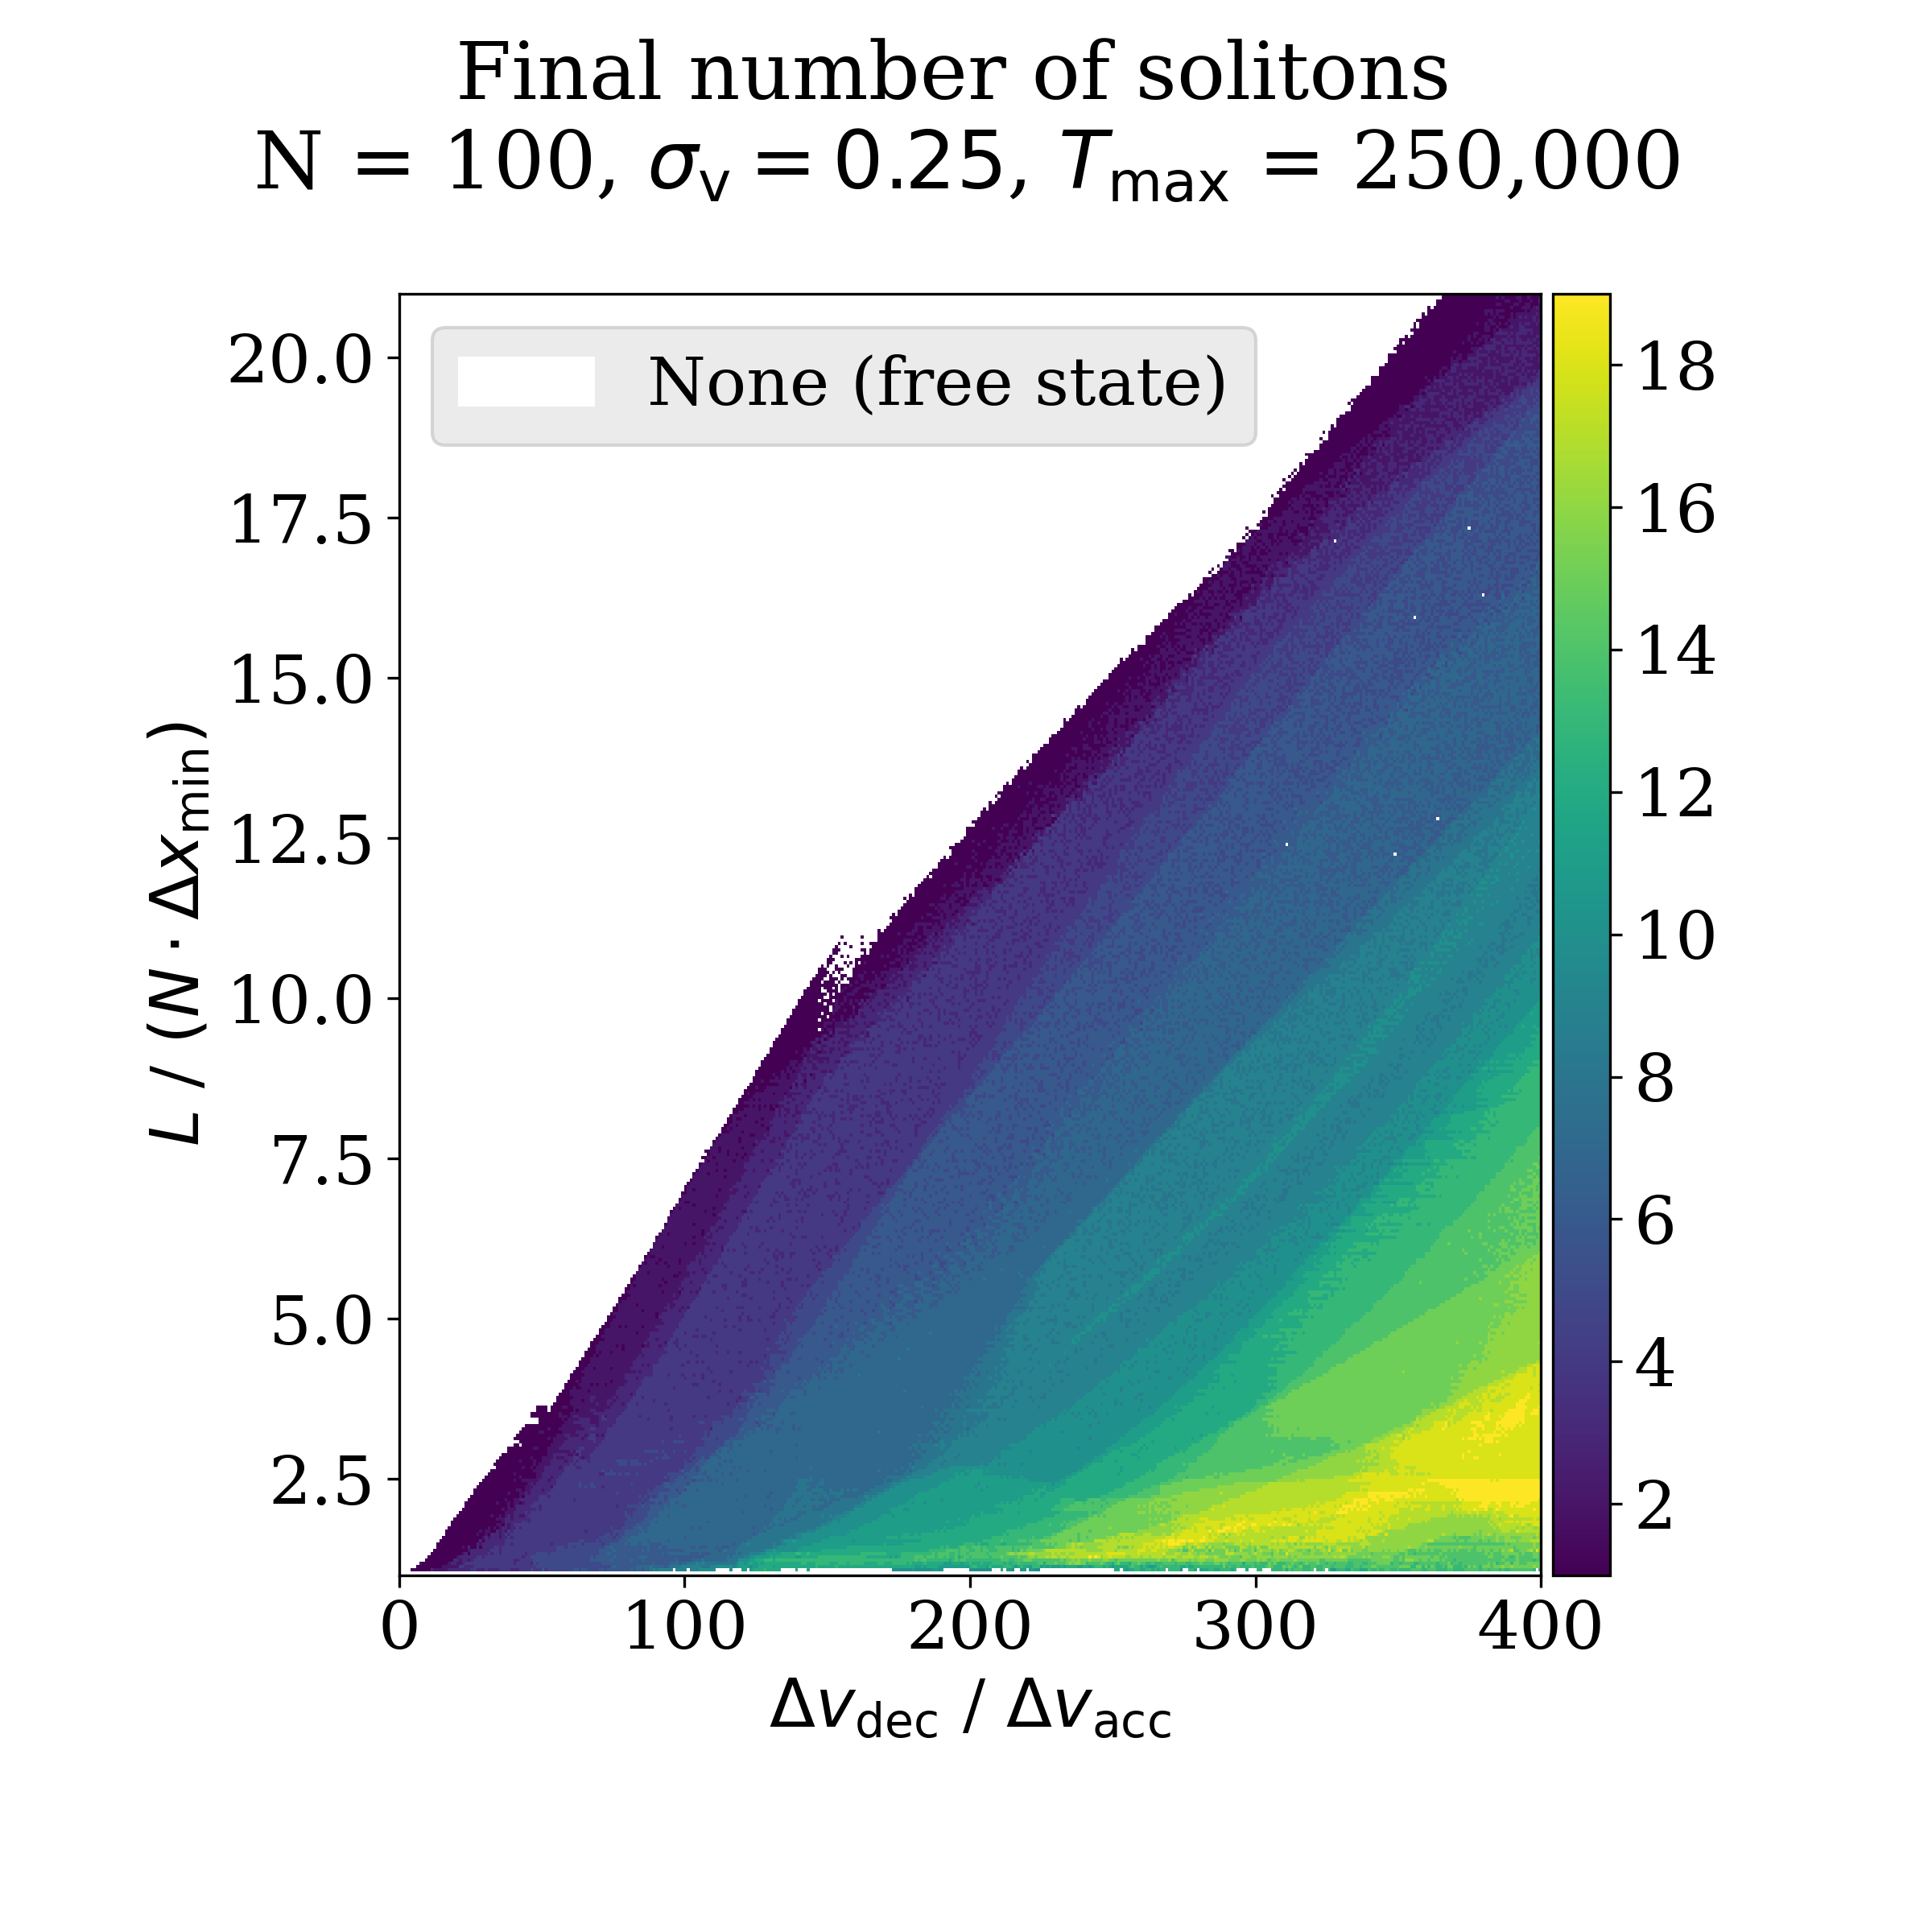 Final number of solitons
N = 100, σv = 0.25, Tmax = 250,000
None (free state)
20.0
17.5
15.0
12.5
10.0
7.5
5.0
2.5
L / (N · Δxmin)
0 100 200 300 400
Δvdec / Δvacc
18
16
14
12
10
8
6
4
2